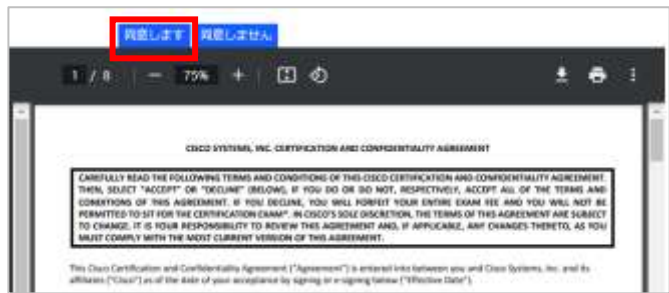 同意します 同意しません
1 / 8 75%
CISCO SYSTEMS, INC. CERTIFICATION AND CONFIDENTIALITY AGREEMENT
CAREFULLY READ THE FOLLOWING TERMS AND CONDITIONS OF THIS CISCO CERTIFICATION AND CONFIDENTIALITY AGREEMENT.
THEN, SELECT "ACCEPT" OR "DECLINE" (BELOW), IF YOU DO OR DO NOT, RESPECTIVELY, ACCEPT ALL OF THE TERMS AND
CONDITIONS OF THIS AGREEMENT. IF YOU DECLINE, YOU WILL FORFEIT YOUR ENTIRE EXAM FEE AND YOU WILL NOT BE
PERMITTED TO SIT FOR THE CERTIFICATION EXAM". IN CISCO'S SOLE DISCRETION, THE TERMS OF THIS AGREEMENT ARE SUBJECT
TO CHANGE. IT IS YOUR RESPONSIBILITY TO REVIEW THIS AGREEMENT AND, IF APPLICABLE, ANY CHANGES THERETO, AS YOU
MUST COMPLY WITH THE MOST CURRENT VERSION OF THIS AGREEMENT.
This Cisco Certification and Confidentiality Agreement ("Agreement") is entered into between you and Cisco Systems, Inc. and its
affiliates ("Cisco") as of the date of your acceptance by signing or e-signing below ("Effective Date").